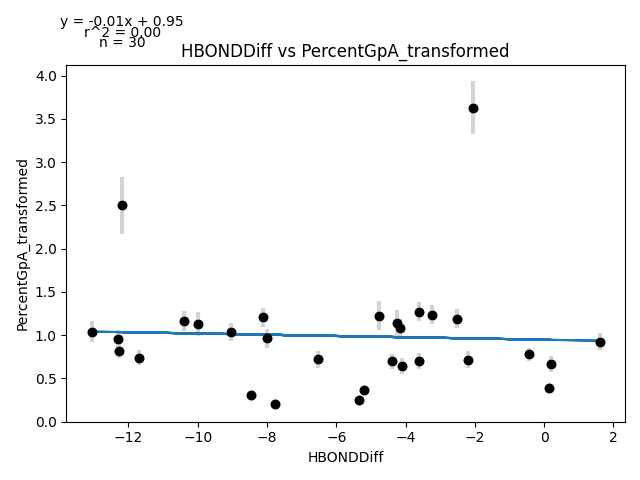 y = -0.01x + 0.95
r^2 = 0.00
n = 30
HBONDDiff vs PercentGpA_transformed
PercentGpA_transformed
4.0
3.5
3.0
2.5
2.0
1.5
1.0
0.5
0.0
−12
−10
−8
−6
−4
−2
0
2
HBONDDiff